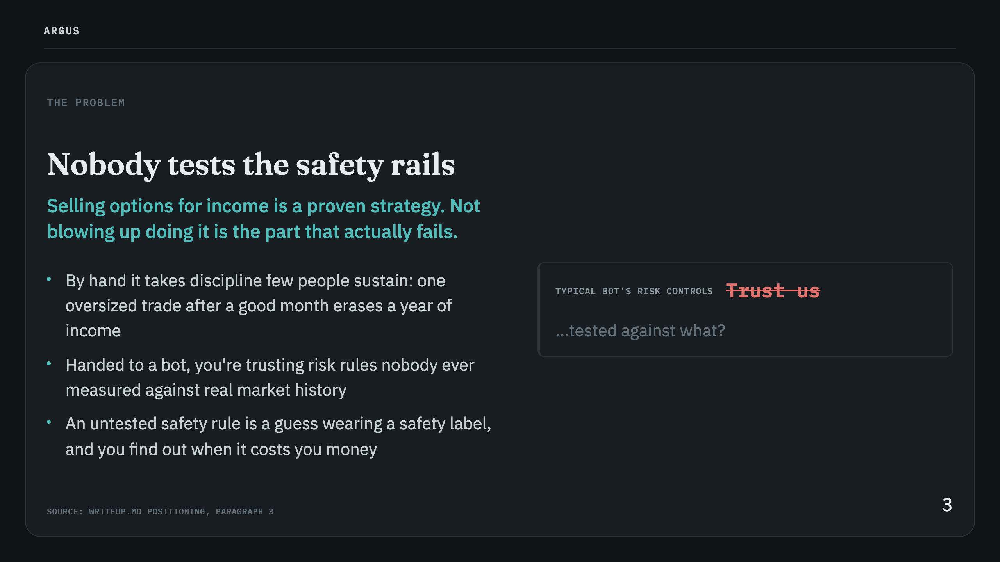 ARGUS
THE PROBLEM
Nobody tests the safety rails
Selling options for income is a proven strategy. Not
blowing up doing it is the part that actually fails.
• By hand it takes discipline few people sustain: one
oversized trade after a good month erases a year of
income
• Handed to a bot, you're trusting risk rules nobody ever
measured against real market history
• An untested safety rule is a guess wearing a safety label,
and you find out when it costs you money
TYPICAL BOT'S RISK CONTROLS Trust us
...tested against what?
SOURCE: WRITEUP.MD POSITIONING, PARAGRAPH 3
3